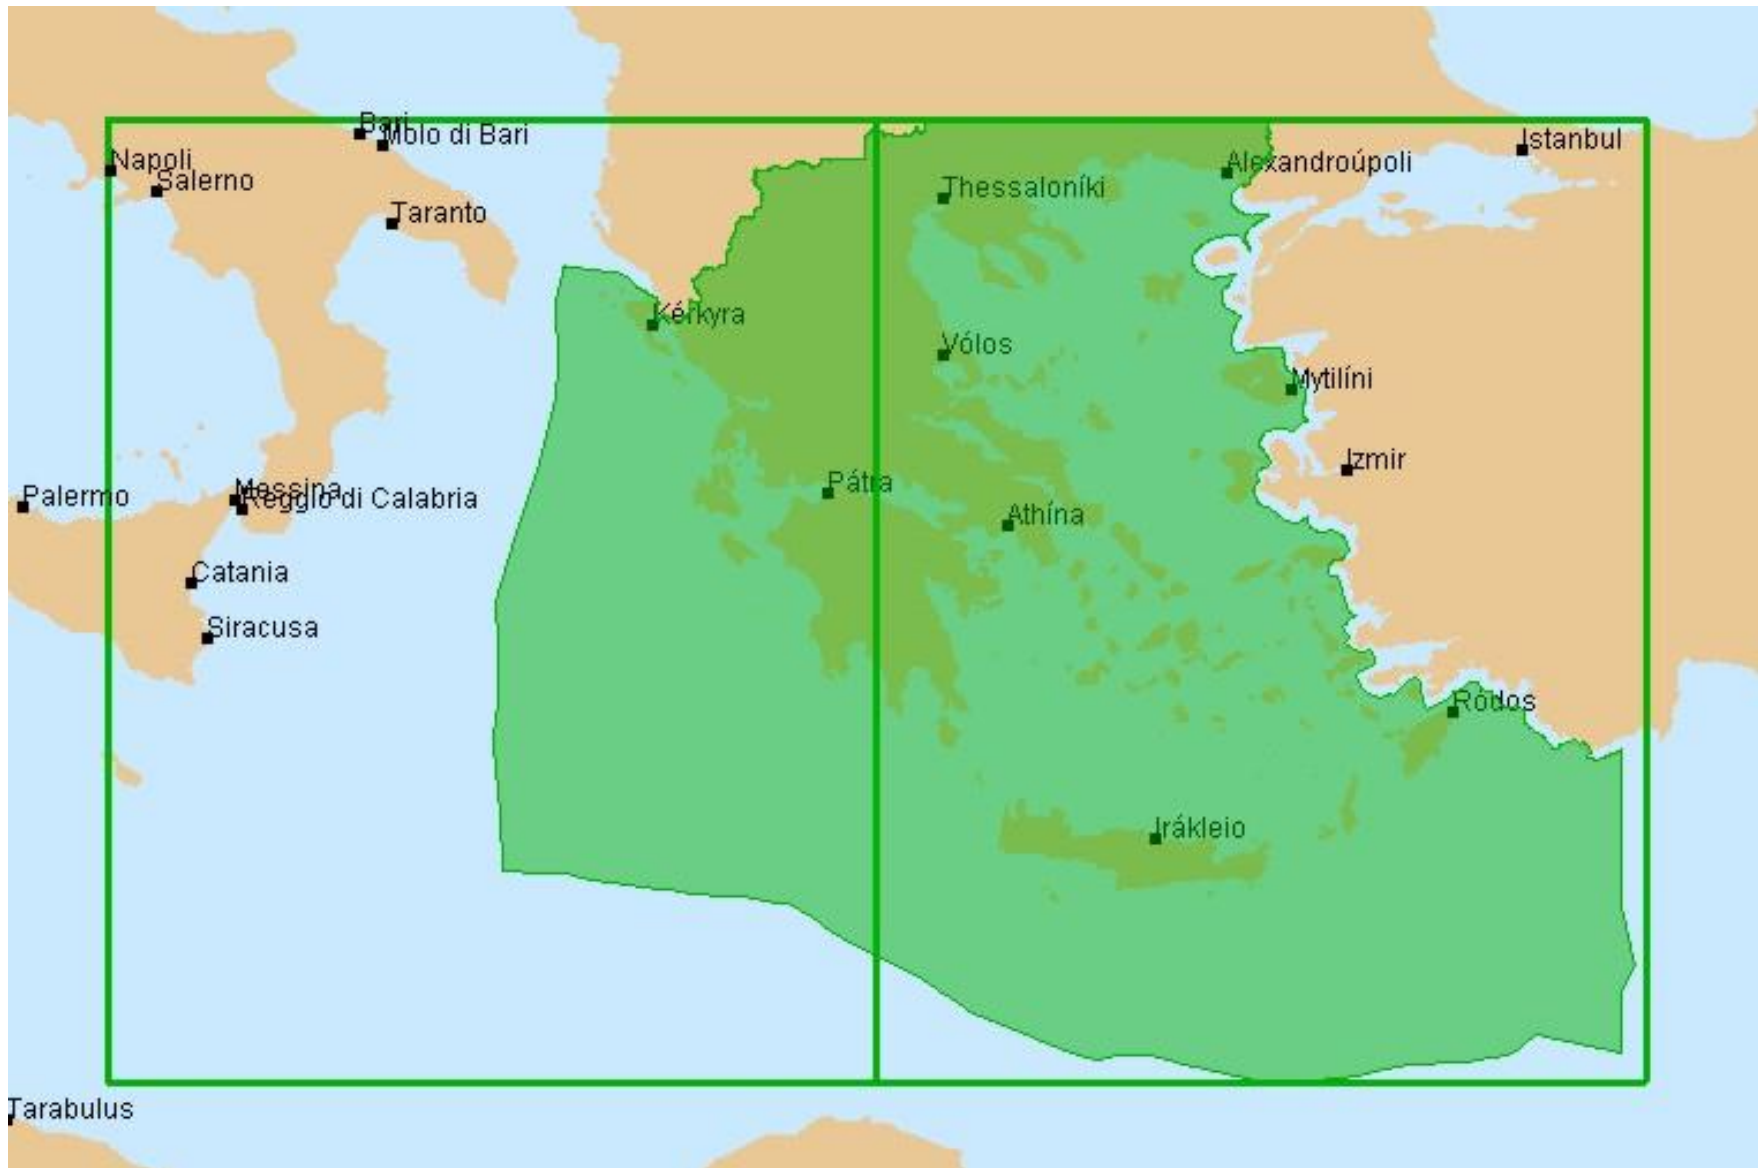 Bari
Molo di Bari
Istanbul
Napoli
Salerno
Alexandroúpoli
Thessaloníki
Taranto
Kérkyra
Vólos
Mytilíni
Izmir
Palermo
Messina
Reggio di Calabria
Pátra
Athína
Catania
Siracusa
Ródos
Irákleio
Tarabulus